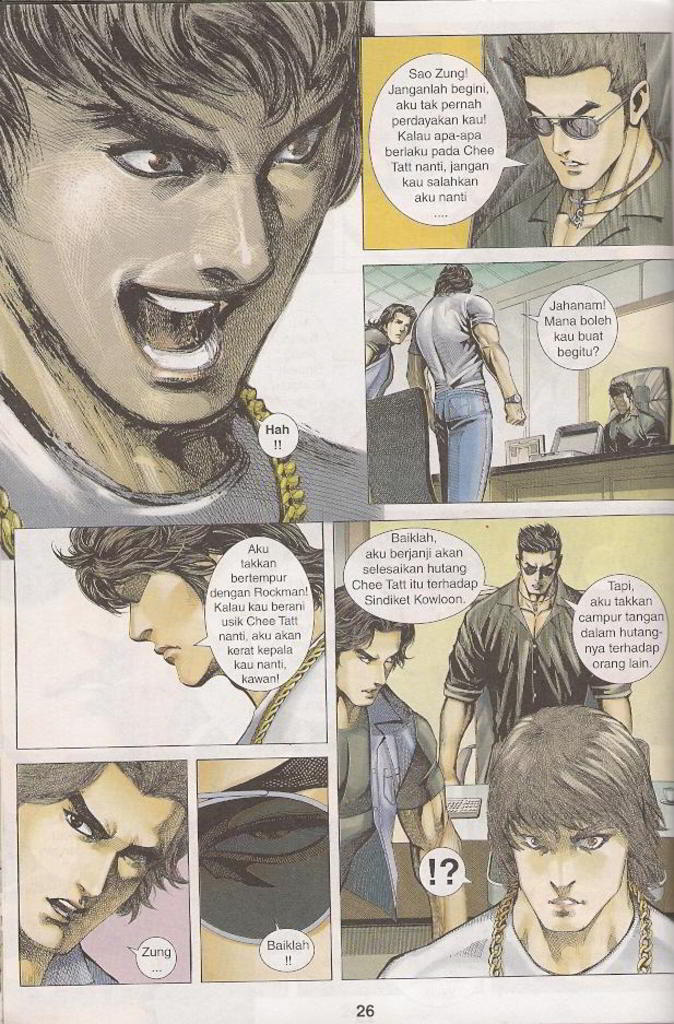 Hah
!!
Sao Zung!
Janganlah begini,
aku tak pernah
perdayakan kau!
Kalau apa-apa
berlaku pada Chee
Tatt nanti, jangan
kau salahkan
aku nanti
....
Jahanam!
Mana boleh
kau buat
begitu?
Aku
takkan
bertempur
dengan
Rockman!
Kalau kau berani
usik Chee Tatt
nanti, aku akan
kerat kepala
kau nanti,
kawan!
Zung
...
Baiklah
!!
Baiklah,
aku berjanji akan
selesaikan hutang
Chee Tatt itu terhadap
Sindiket Kowloon.
Tapi,
aku takkan
campur tangan
dalam hutang-
nya terhadap
orang lain.
!?
26